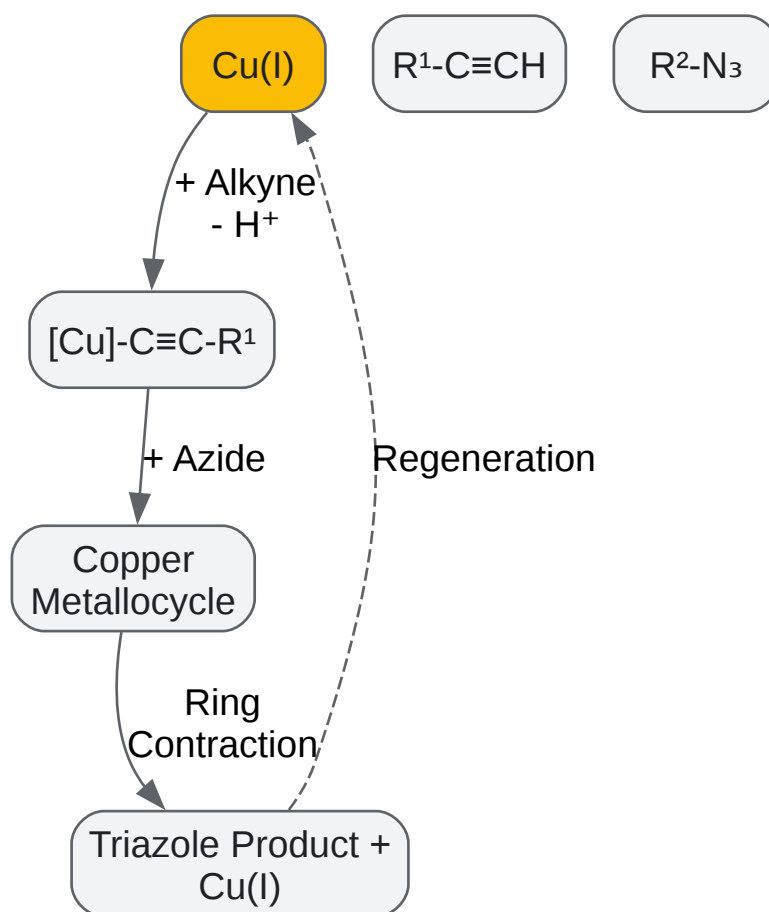 Cu(I)
R¹-C≡CH
R²-N₃
+ Alkyne
- H⁺
[Cu]-C≡C-R¹
+ Azide
Regeneration
Copper
Metallocycle
Ring
Contraction
Triazole Product +
Cu(I)